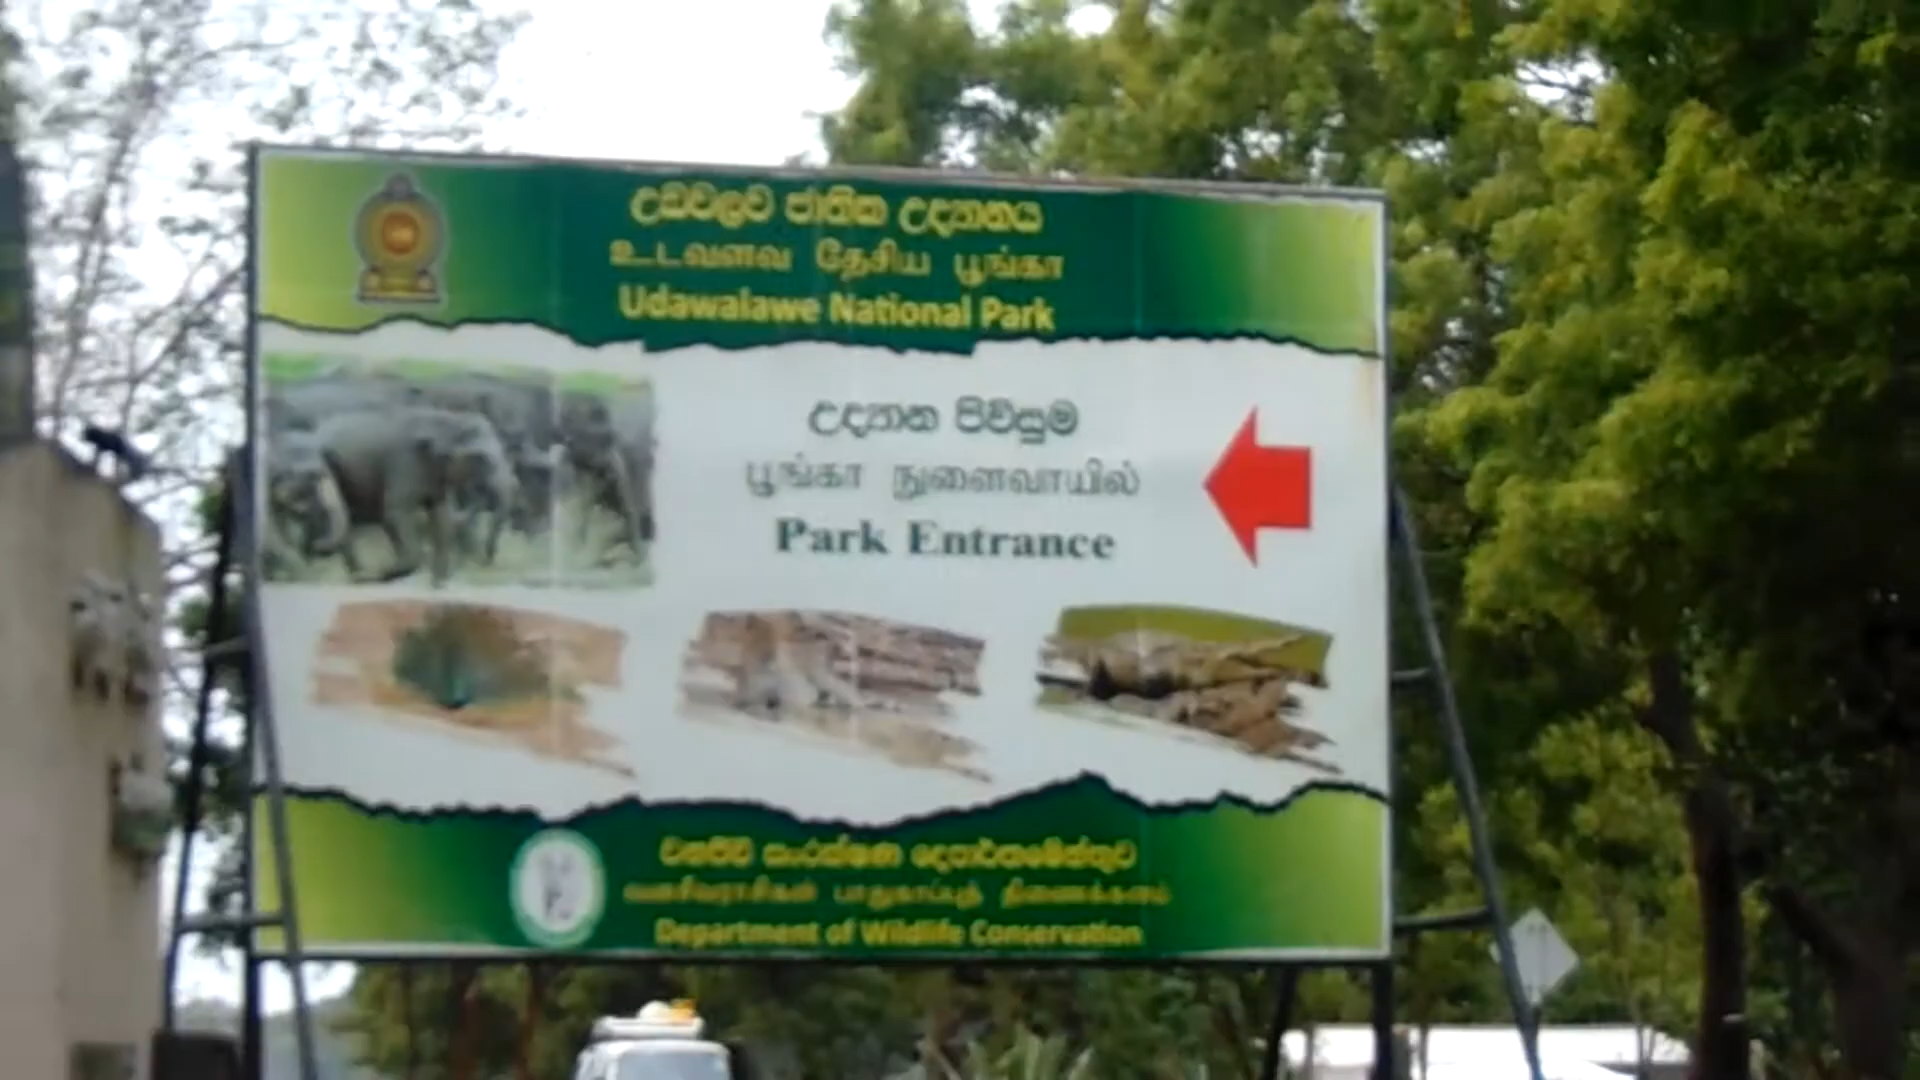 උඩවලව ජාතික උද්‍යානය
உடவளவ தேசிய பூங்கா
Udawalawe National Park
උද්‍යාන පිවිසුම
பூங்கா நுளைவாயில்
Park Entrance
වනජීවී සංරක්ෂණ දෙපාර්තමේන්තුව
வனசீவராசிகள் பாதுகாப்புத் திணைக்களம்
Department of Wildlife Conservation